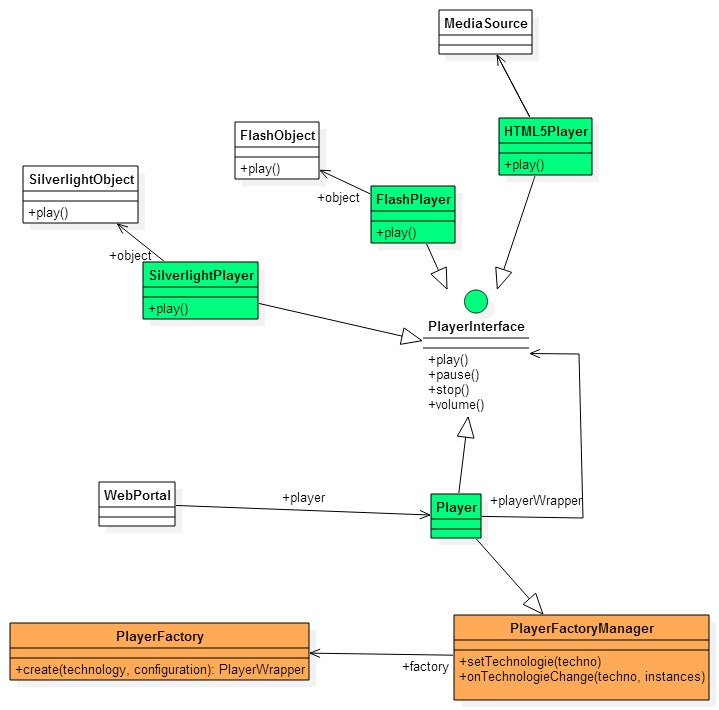 MediaSource
HTML5Player
+play()
FlashObject
+play()
SilverlightObject
+play()
+object
FlashPlayer
+play()
+object
SilverlightPlayer
+play()
PlayerInterface
+play()
+pause()
+stop()
+volume()
WebPortal
+player
Player
+playerWrapper
PlayerFactory
+create(technology, configuration): PlayerWrapper
+factory
PlayerFactoryManager
+setTechnologie(techno)
+onTechnologieChange(techno, instances)